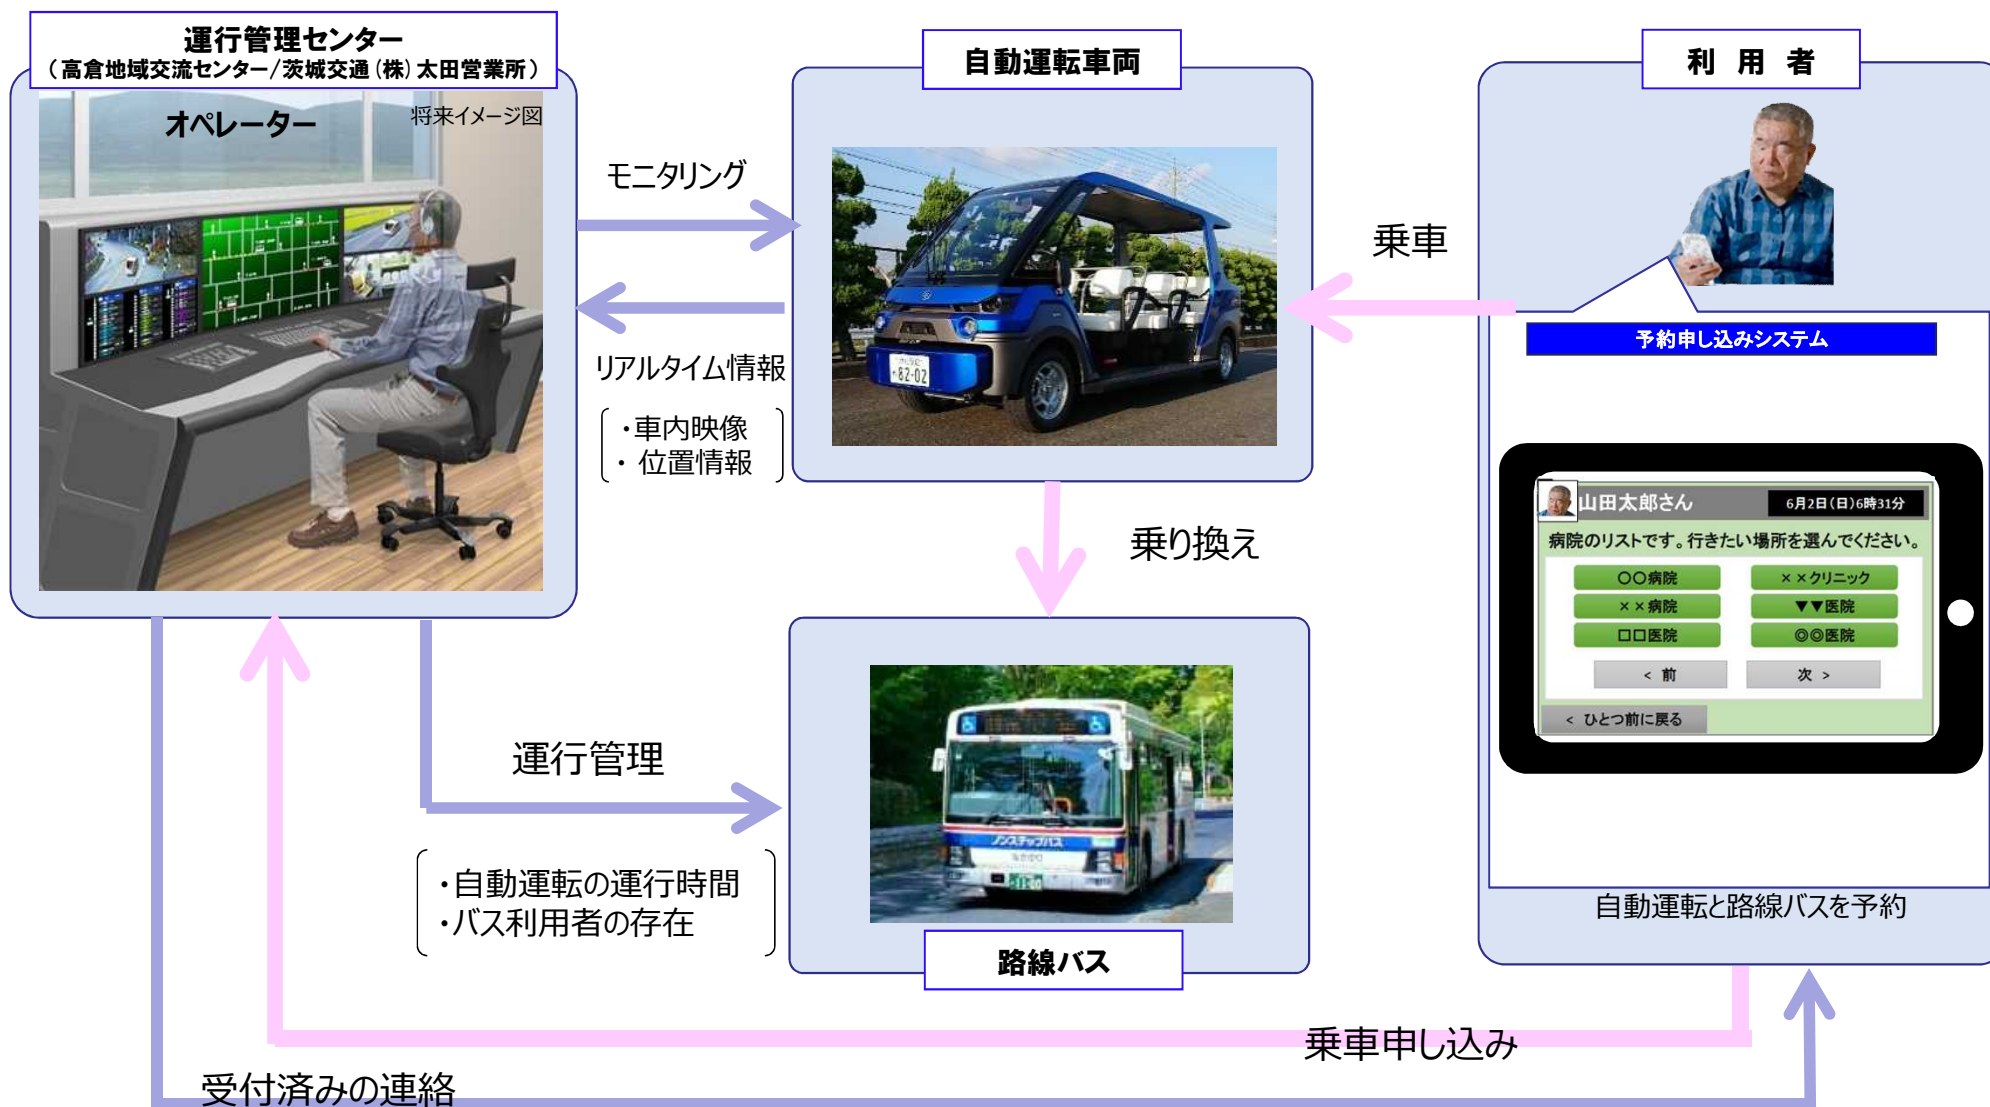 運行管理センター
（高倉地域交流センター/茨城交通(株)太田営業所）
オペレーター
将来イメージ図
モニタリング
リアルタイム情報
・車内映像
・位置情報
自動運転車両
82-02
乗車
利 用 者
予約申し込みシステム
山田太郎さん
6月2日(日)6時31分
病院のリストです。行きたい場所を選んでください。
〇〇病院
××クリニック
××病院
▼▼医院
□□医院
◎◎医院
< 前
次 >
< ひとつ前に戻る
自動運転と路線バスを予約
乗り換え
運行管理
・自動運転の運行時間
・バス利用者の存在
ノンステップバス
路線バス
乗車申し込み
受付済みの連絡